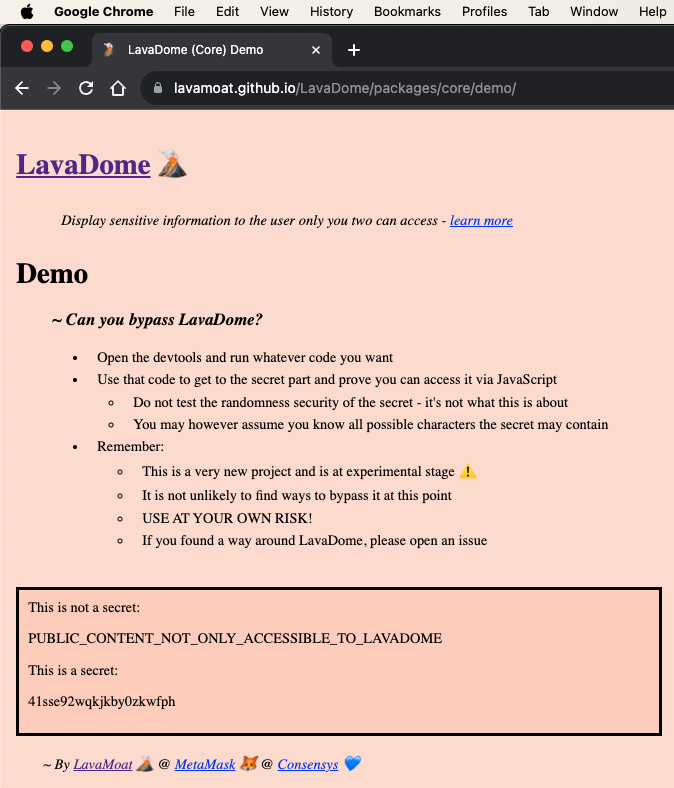 Google Chrome File Edit View History Bookmarks Profiles Tab Window Help
LavaDome (Core) Demo
lavamoat.github.io/LavaDome/packages/core/demo/
LavaDome 🌋
Display sensitive information to the user only you two can access - learn more
Demo
~ Can you bypass LavaDome?
• Open the devtools and run whatever code you want
• Use that code to get to the secret part and prove you can access it via JavaScript
◦ Do not test the randomness security of the secret - it's not what this is about
◦ You may however assume you know all possible characters the secret may contain
• Remember:
◦ This is a very new project and is at experimental stage ⚠️
◦ It is not unlikely to find ways to bypass it at this point
◦ USE AT YOUR OWN RISK!
◦ If you found a way around LavaDome, please open an issue
This is not a secret:
PUBLIC_CONTENT_NOT_ONLY_ACCESSIBLE_TO_LAVADOME
This is a secret:
41sse92wqkjkby0zkwfph
~ By LavaMoat 🌋 @ MetaMask 🦊 @ Consensys 💙